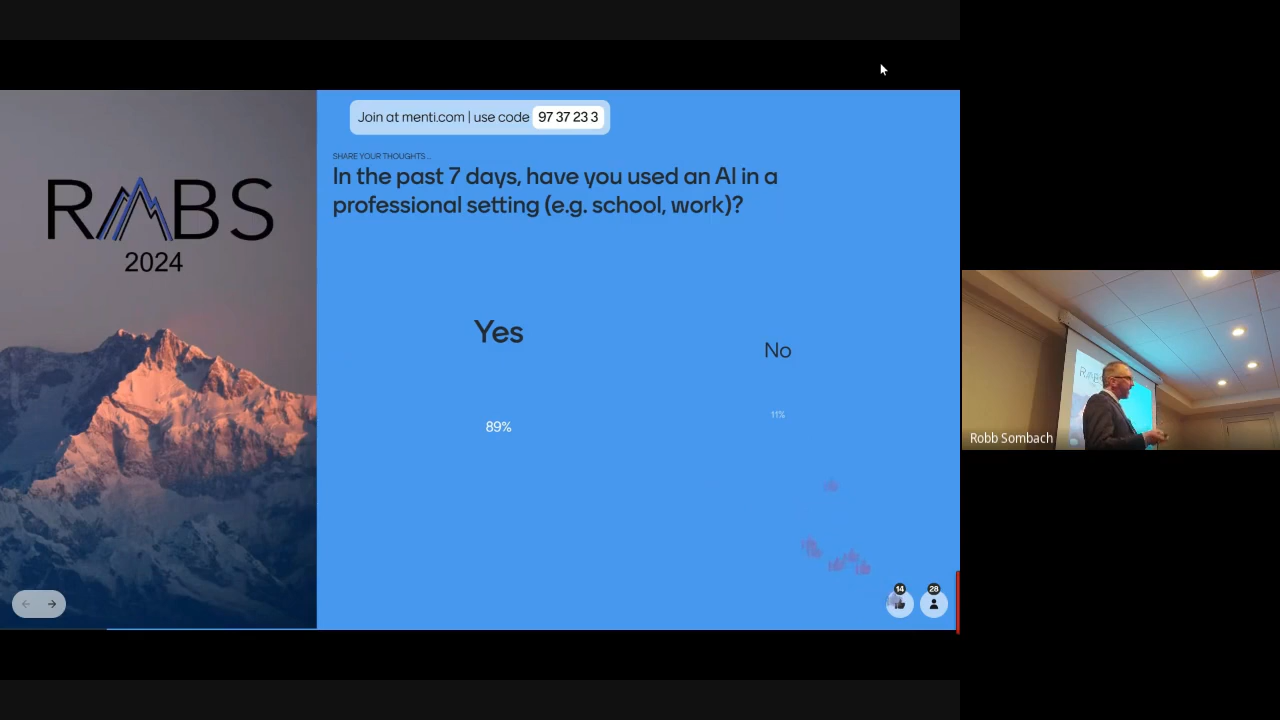 Join at menti.com | use code 97 37 23 3
SHARE YOUR THOUGHTS...
In the past 7 days, have you used an AI in a
professional setting (e.g. school, work)?
RMBS
2024
Yes
No
89%
11%
14
28
Robb Sombach